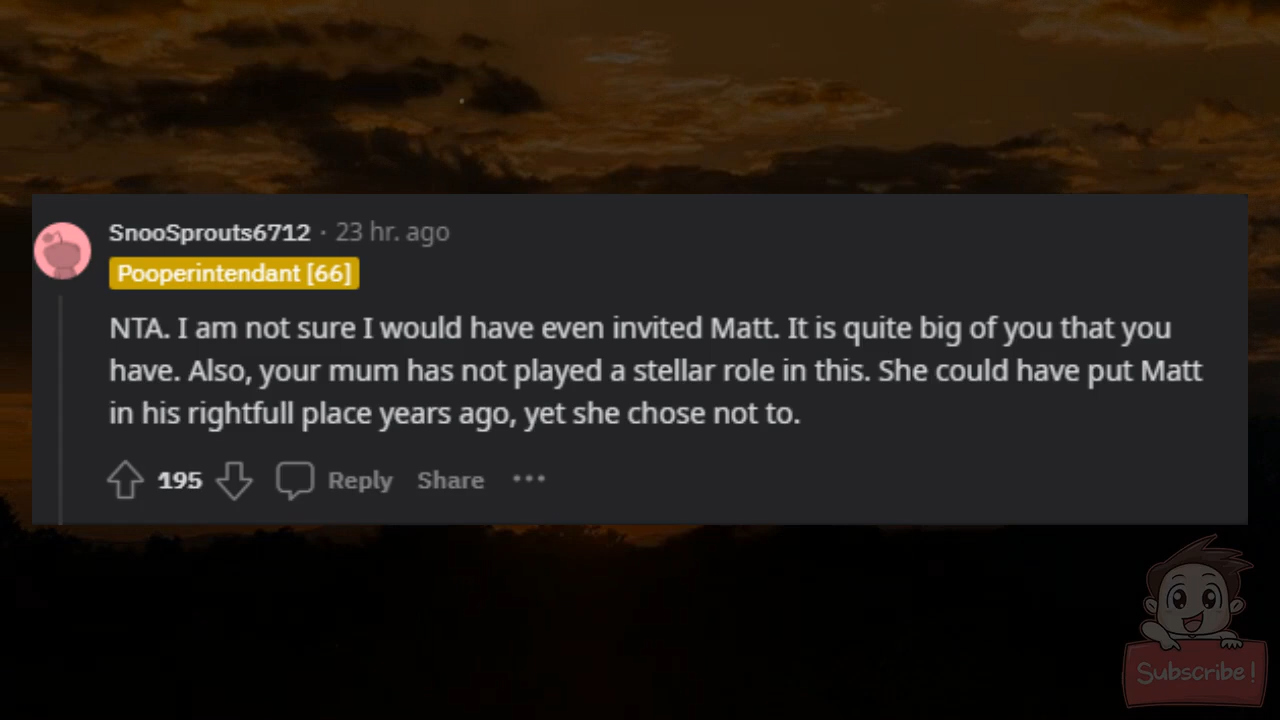 SnooSprouts6712 · 23 hr. ago
Pooperintendant [66]
NTA. I am not sure I would have even invited Matt. It is quite big of you that you
have. Also, your mum has not played a stellar role in this. She could have put Matt
in his rightfull place years ago, yet she chose not to.
195 Reply Share ···
Subscribe!